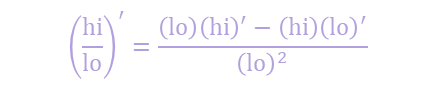 (hi/lo)′ = ((lo)(hi)′ − (hi)(lo)′)/(lo)²